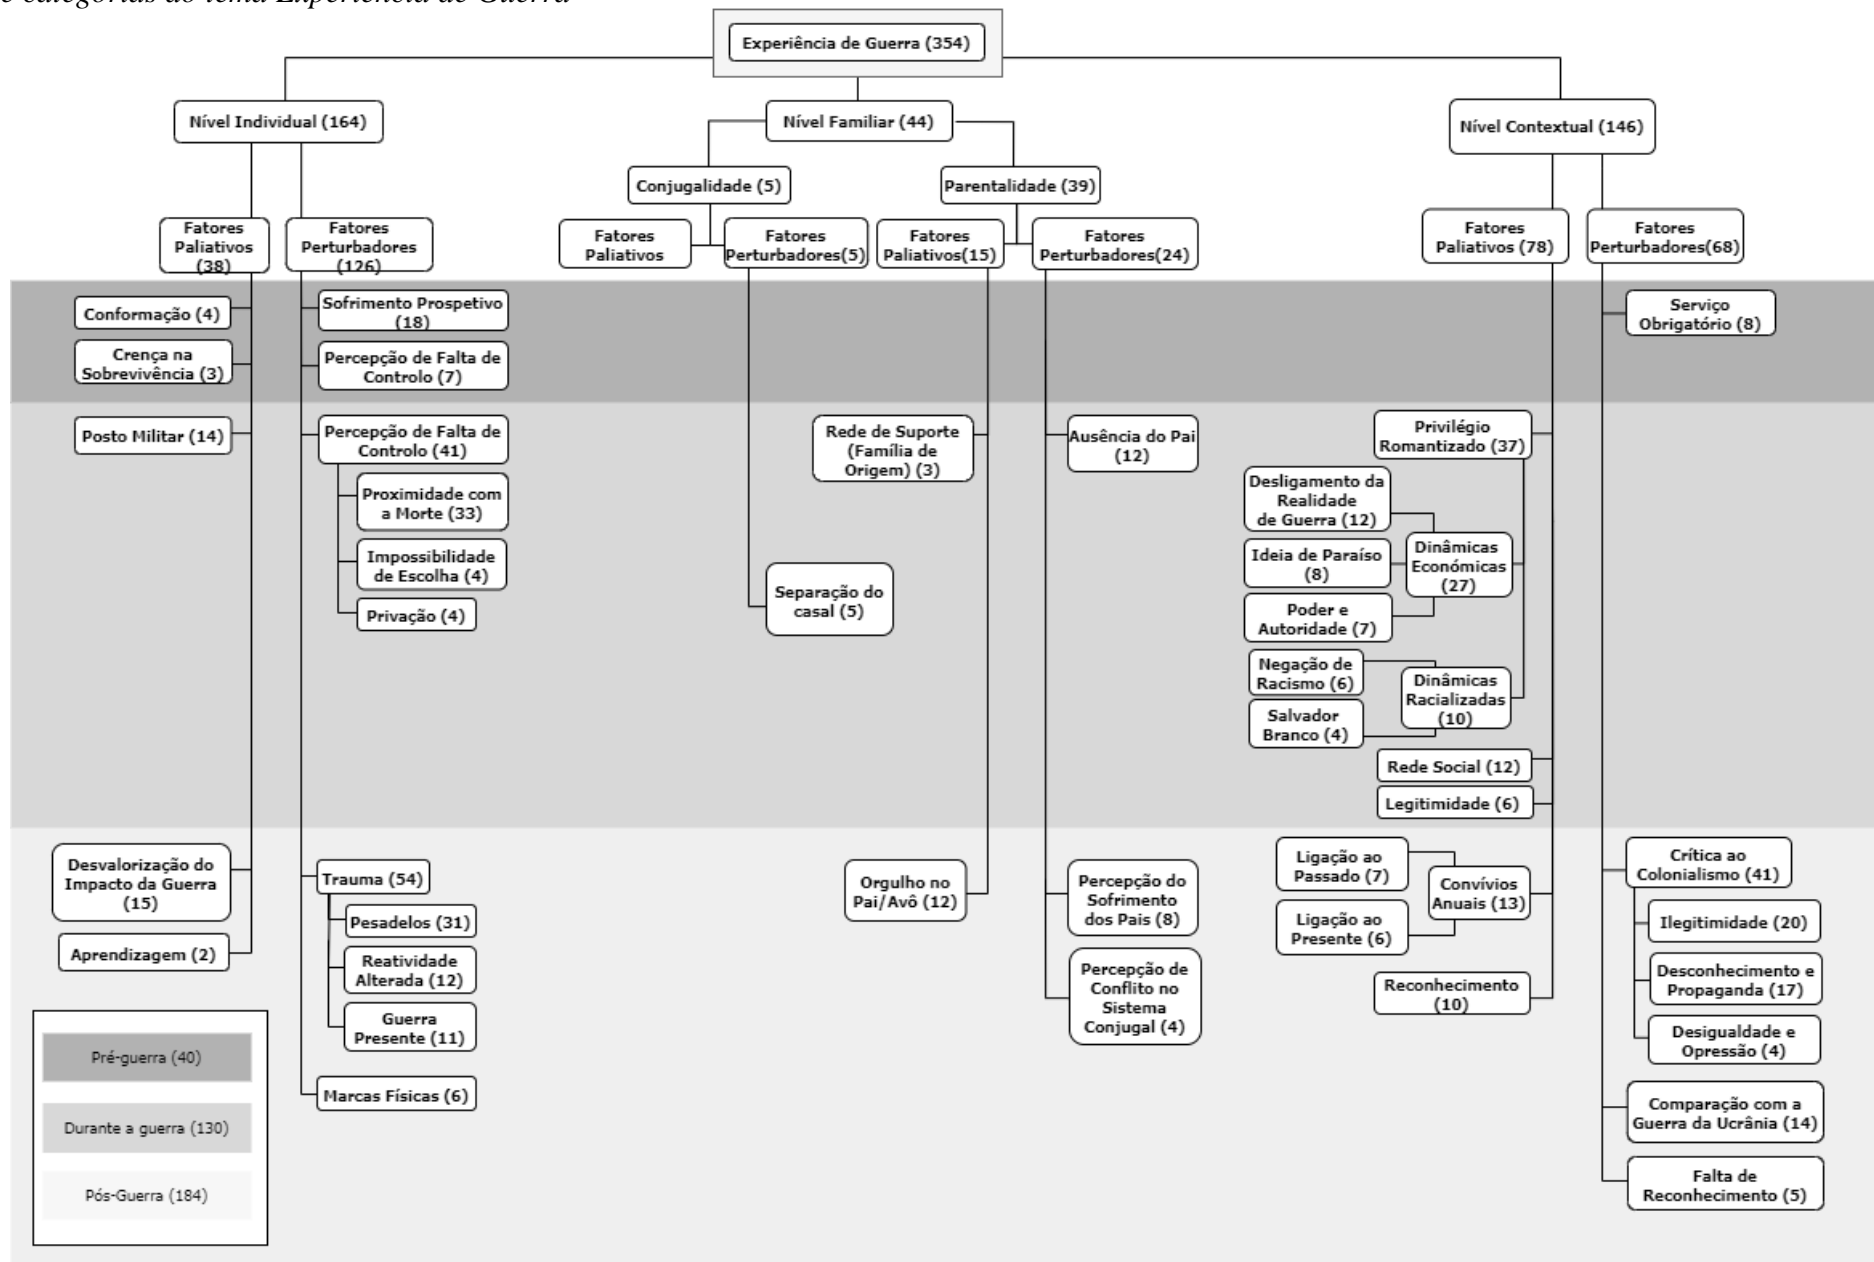 e categorias do tema Experiência de Guerra
Experiência de Guerra (354)
Nível Individual (164)
Nível Familiar (44)
Nível Contextual (146)
Conjugalidade (5)
Parentalidade (39)
Fatores
Paliativos
(38)
Fatores
Perturbadores
(126)
Fatores
Paliativos
Fatores
Perturbadores(5)
Fatores
Paliativos(15)
Fatores
Perturbadores(24)
Fatores
Paliativos (78)
Fatores
Perturbadores(68)
Conformação (4)
Crença na
Sobrevivência (3)
Sofrimento Prospetivo
(18)
Percepção de Falta de
Controlo (7)
Serviço
Obrigatório (8)
Posto Militar (14)
Percepção de Falta de
Controlo (41)
Proximidade com
a Morte (33)
Impossibilidade
de Escolha (4)
Privação (4)
Separação do
casal (5)
Rede de Suporte
(Família de
Origem) (3)
Ausência do Pai
(12)
Privilégio
Romantizado (37)
Desligamento da
Realidade
de Guerra (12)
Ideia de Paraíso
(8)
Poder e
Autoridade (7)
Dinâmicas
Económicas
(27)
Negação de
Racismo (6)
Salvador
Branco (4)
Dinâmicas
Racializadas
(10)
Rede Social (12)
Legitimidade (6)
Desvalorização do
Impacto da Guerra
(15)
Aprendizagem (2)
Trauma (54)
Pesadelos (31)
Reatividade
Alterada (12)
Guerra
Presente (11)
Marcas Físicas (6)
Orgulho no
Pai/Avô (12)
Percepção do
Sofrimento
dos Pais (8)
Percepção de
Conflito no
Sistema
Conjugal (4)
Ligação ao
Passado (7)
Ligação ao
Presente (6)
Convívios
Anuais (13)
Reconhecimento
(10)
Crítica ao
Colonialismo (41)
Ilegitimidade (20)
Desconhecimento e
Propaganda (17)
Desigualdade e
Opressão (4)
Comparação com a
Guerra da Ucrânia (14)
Falta de
Reconhecimento (5)
Pré-guerra (40)
Durante a guerra (130)
Pós-Guerra (184)